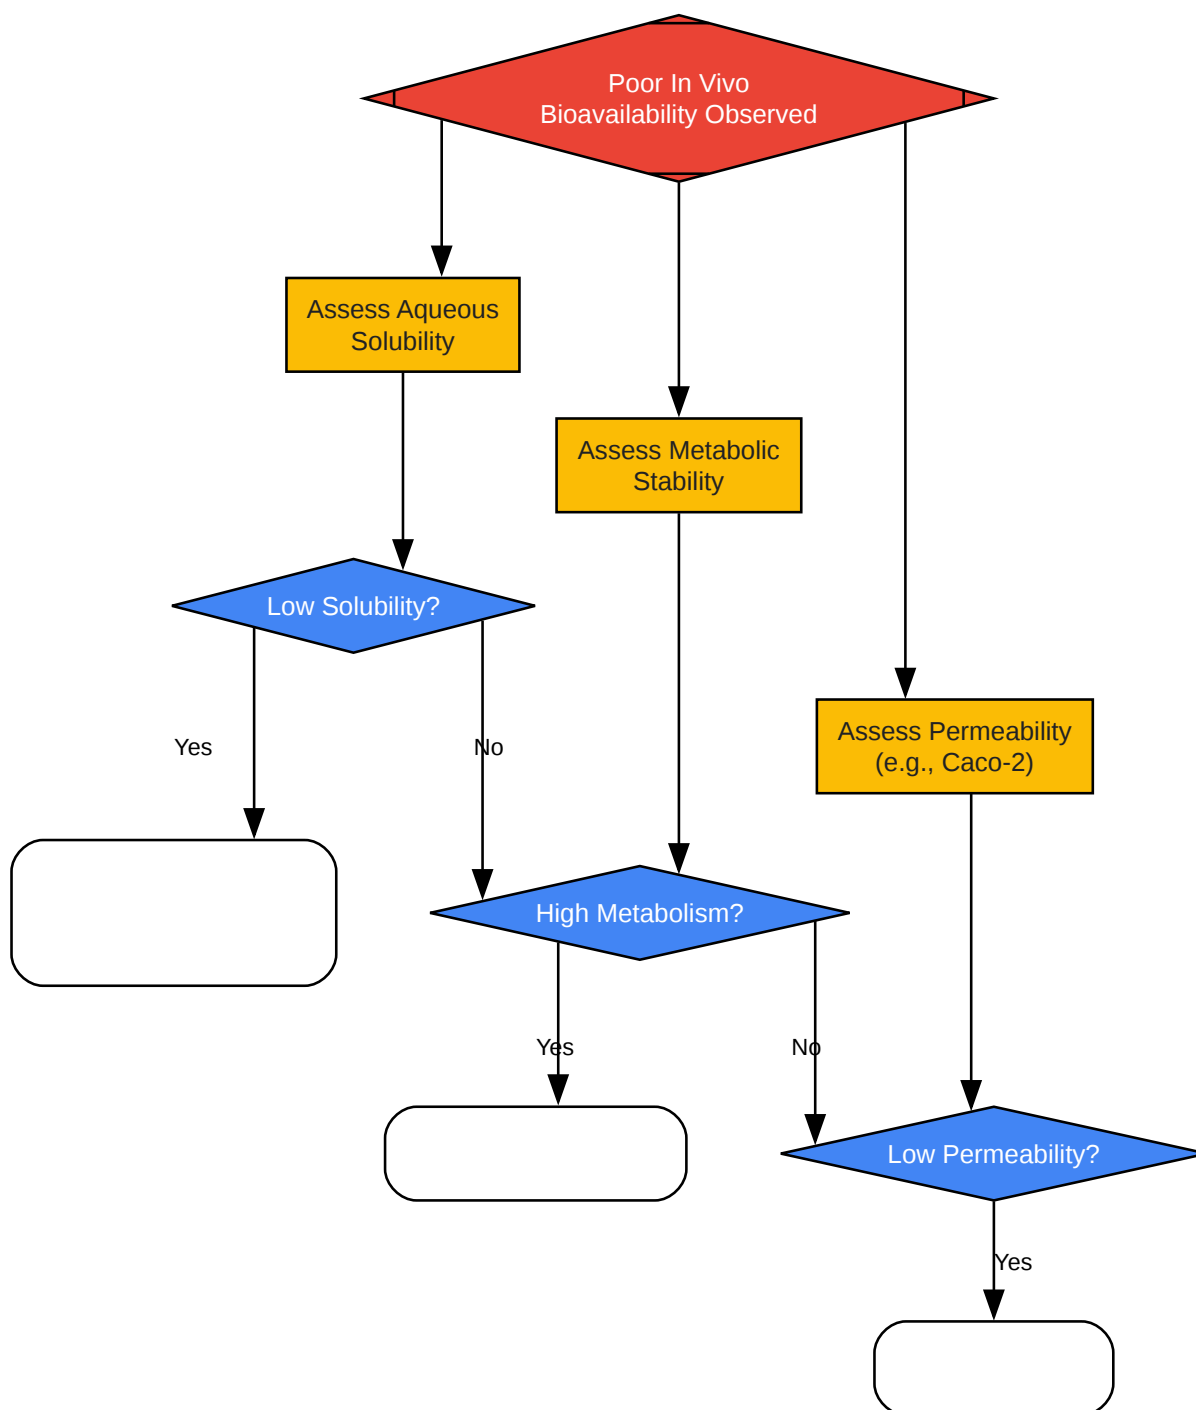 Poor In Vivo
Bioavailability Observed
Assess Aqueous
Solubility
Assess Metabolic
Stability
Low Solubility?
Assess Permeability
(e.g., Caco-2)
Yes
No
High Metabolism?
Yes
No
Low Permeability?
Yes